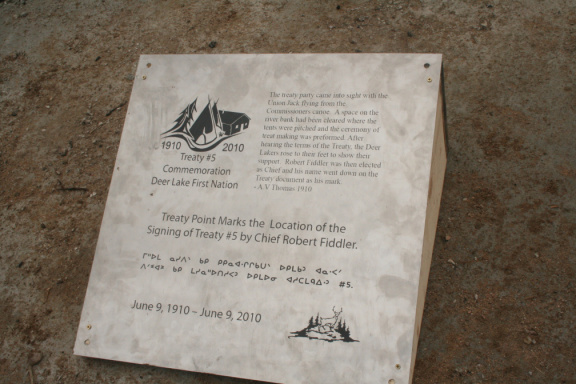 1910 2010
Treaty #5
Commemoration
Deer Lake First Nation
The treaty party came into sight with the
Union Jack flying from the
Commissioners canoe. A space on the
river bank had been cleared where the
tents were pitched and the ceremony of
treat making was preformed. After
hearing the terms of the Treaty, the Deer
Lakers rose to their feet to show their
support. Robert Fiddler was then elected
as Chief and his name went down on the
Treaty document as his mark.
- A.V Thomas 1910
Treaty Point Marks the Location of the
Signing of Treaty #5 by Chief Robert Fiddler.
#5.
June 9, 1910 ~ June 9, 2010